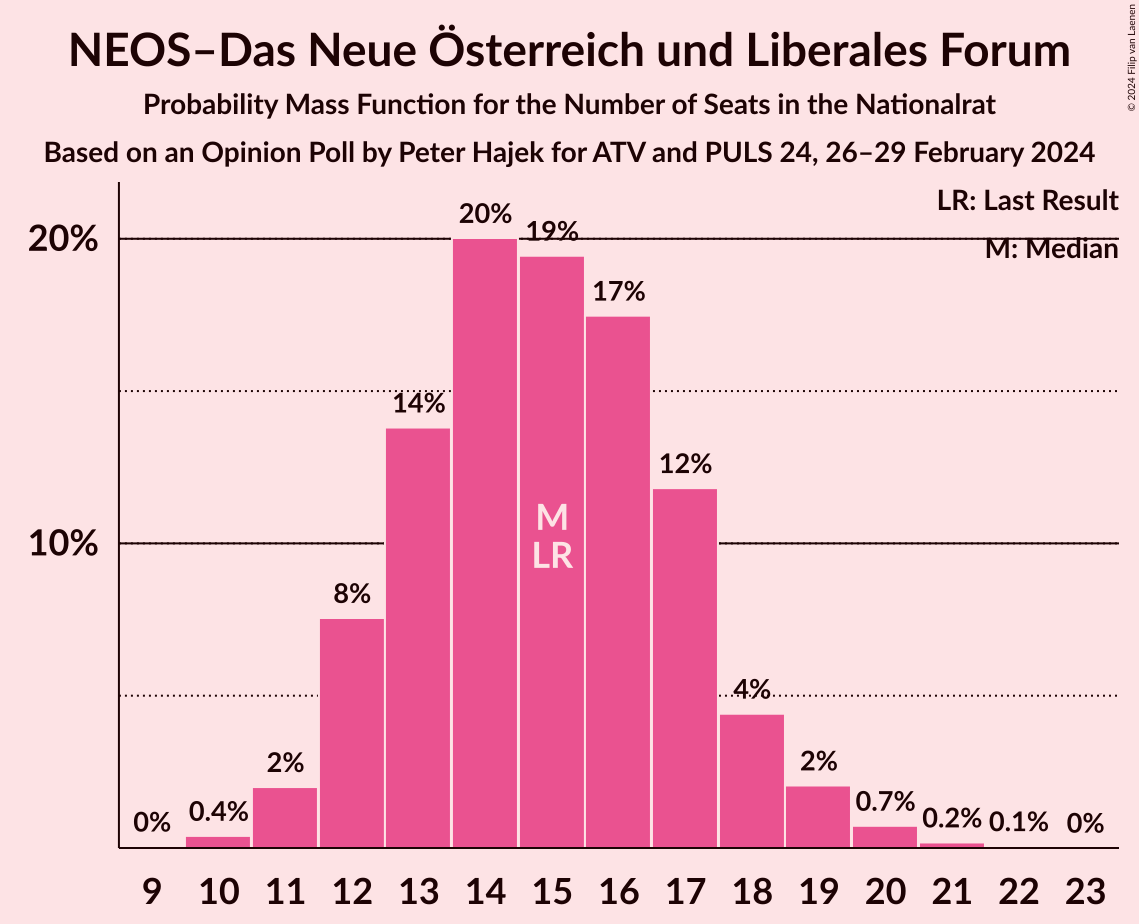 NEOS–Das Neue Österreich und Liberales Forum
Probability Mass Function for the Number of Seats in the Nationalrat
Based on an Opinion Poll by Peter Hajek for ATV and PULS 24, 26–29 February 2024
© 2024 Filip van Laenen
LR: Last Result
M: Median
20%
10%
0%
0.4%
2%
8%
14%
20%
19%
17%
12%
4%
2%
0.7%
0.2%
0.1%
0%
M
LR
9 10 11 12 13 14 15 16 17 18 19 20 21 22 23